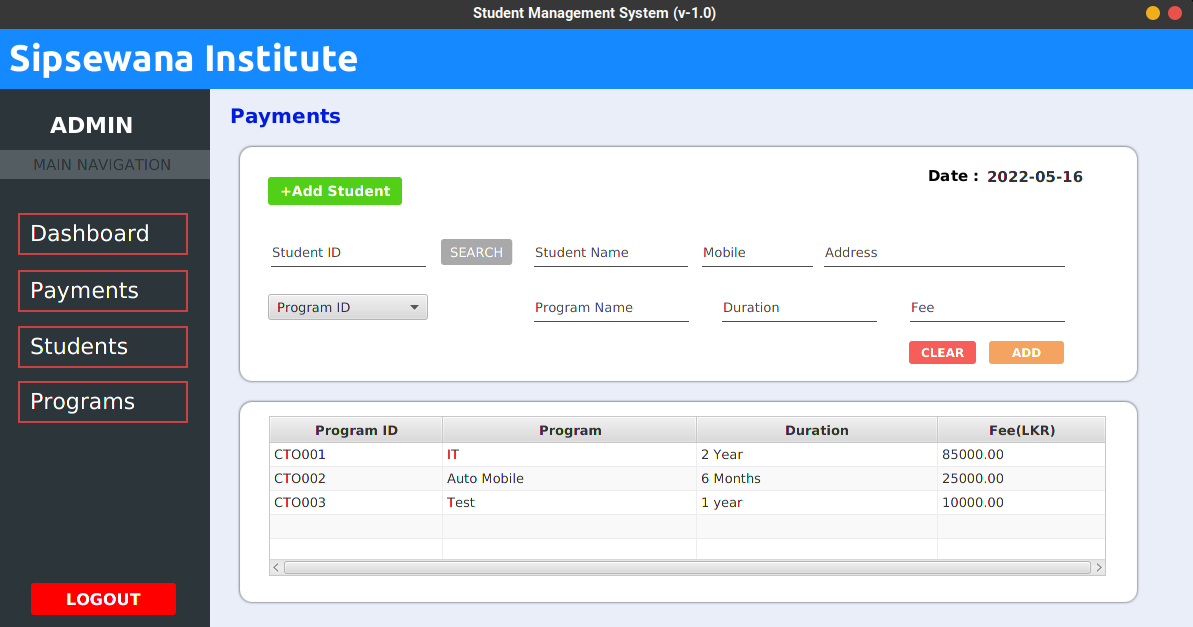 Student Management System (v-1.0)
Sipsewana Institute
ADMIN
MAIN NAVIGATION
Dashboard
Payments
Students
Programs
LOGOUT
Payments
+Add Student
Date : 2022-05-16
Student ID SEARCH Student Name Mobile Address
Program ID Program Name Duration Fee
CLEAR ADD
Program ID Program Duration Fee(LKR)
CTO001 IT 2 Year 85000.00
CTO002 Auto Mobile 6 Months 25000.00
CTO003 Test 1 year 10000.00